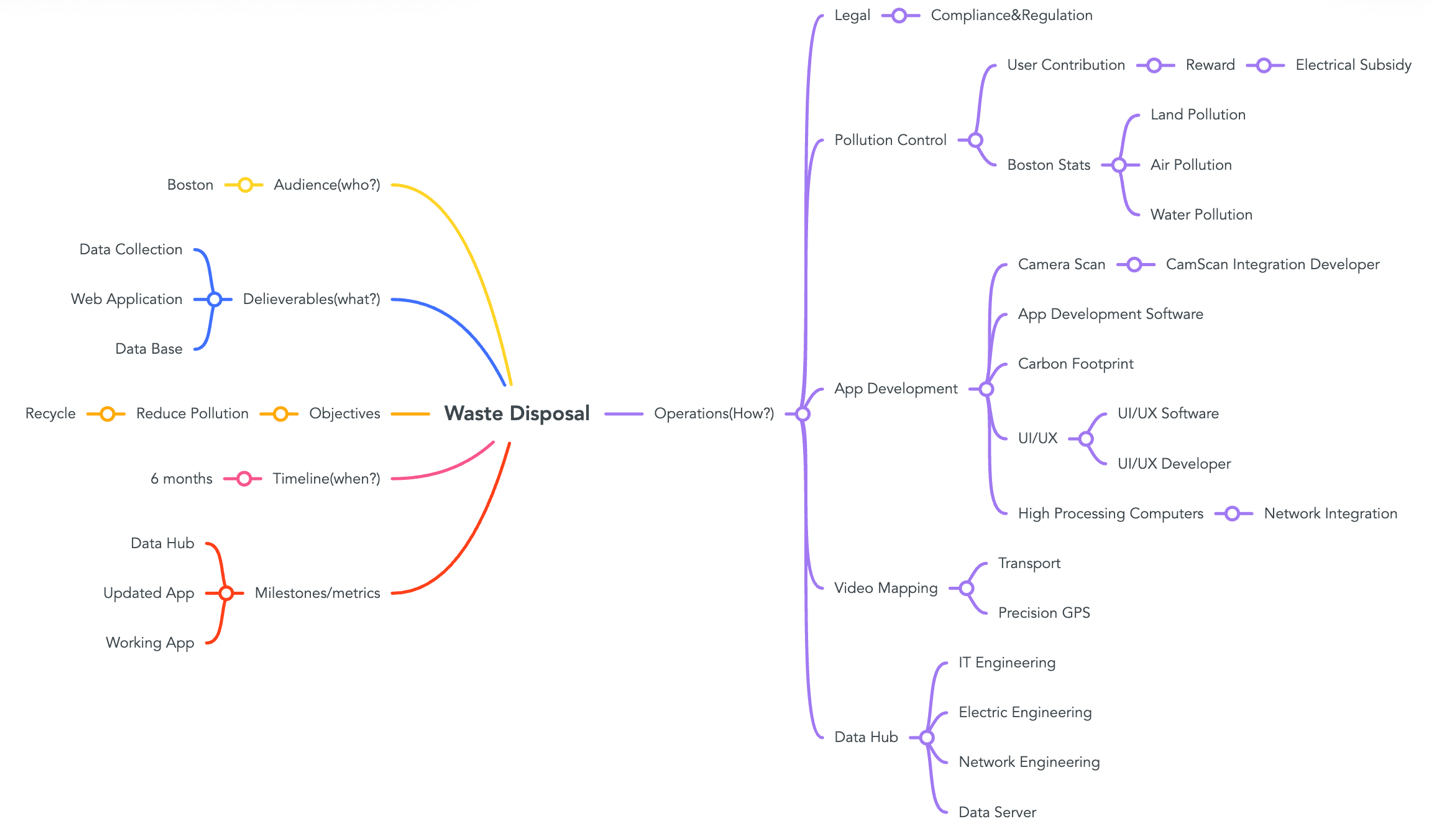 Waste Disposal
Audience(who?)
Boston
Delieverables(what?)
Data Collection
Web Application
Data Base
Objectives
Reduce Pollution
Recycle
Timeline(when?)
6 months
Milestones/metrics
Data Hub
Updated App
Working App
Operations(How?)
Legal
Compliance&Regulation
Pollution Control
User Contribution
Reward
Electrical Subsidy
Boston Stats
Land Pollution
Air Pollution
Water Pollution
App Development
Camera Scan
CamScan Integration Developer
App Development Software
Carbon Footprint
UI/UX
UI/UX Software
UI/UX Developer
High Processing Computers
Network Integration
Video Mapping
Transport
Precision GPS
Data Hub
IT Engineering
Electric Engineering
Network Engineering
Data Server